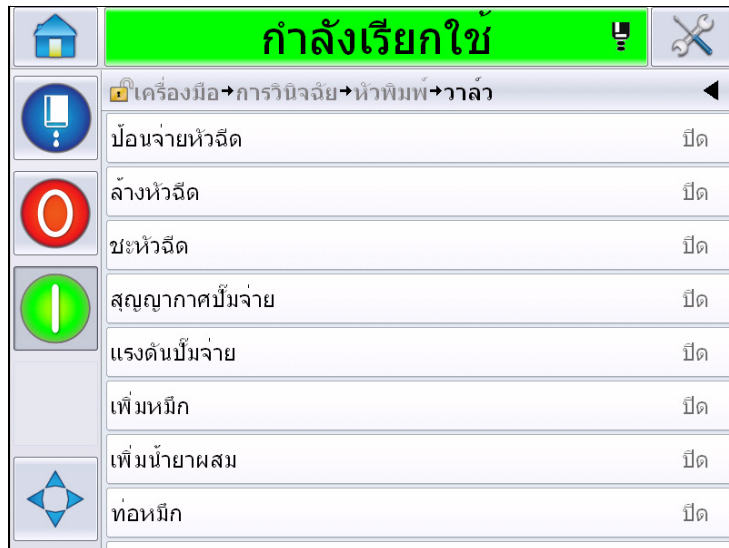 กำลังเรียกใช้
เครื่องมือ→การวินิจฉัย→หัวพิมพ์→วาล์ว
ป้อนจ่ายหัวฉีด ปิด
ล้างหัวฉีด ปิด
ชะหัวฉีด ปิด
สุญญากาศปั๊มจ่าย ปิด
แรงดันปั๊มจ่าย ปิด
เพิ่มหมึก ปิด
เพิ่มน้ำยาผสม ปิด
ท่อหมึก ปิด